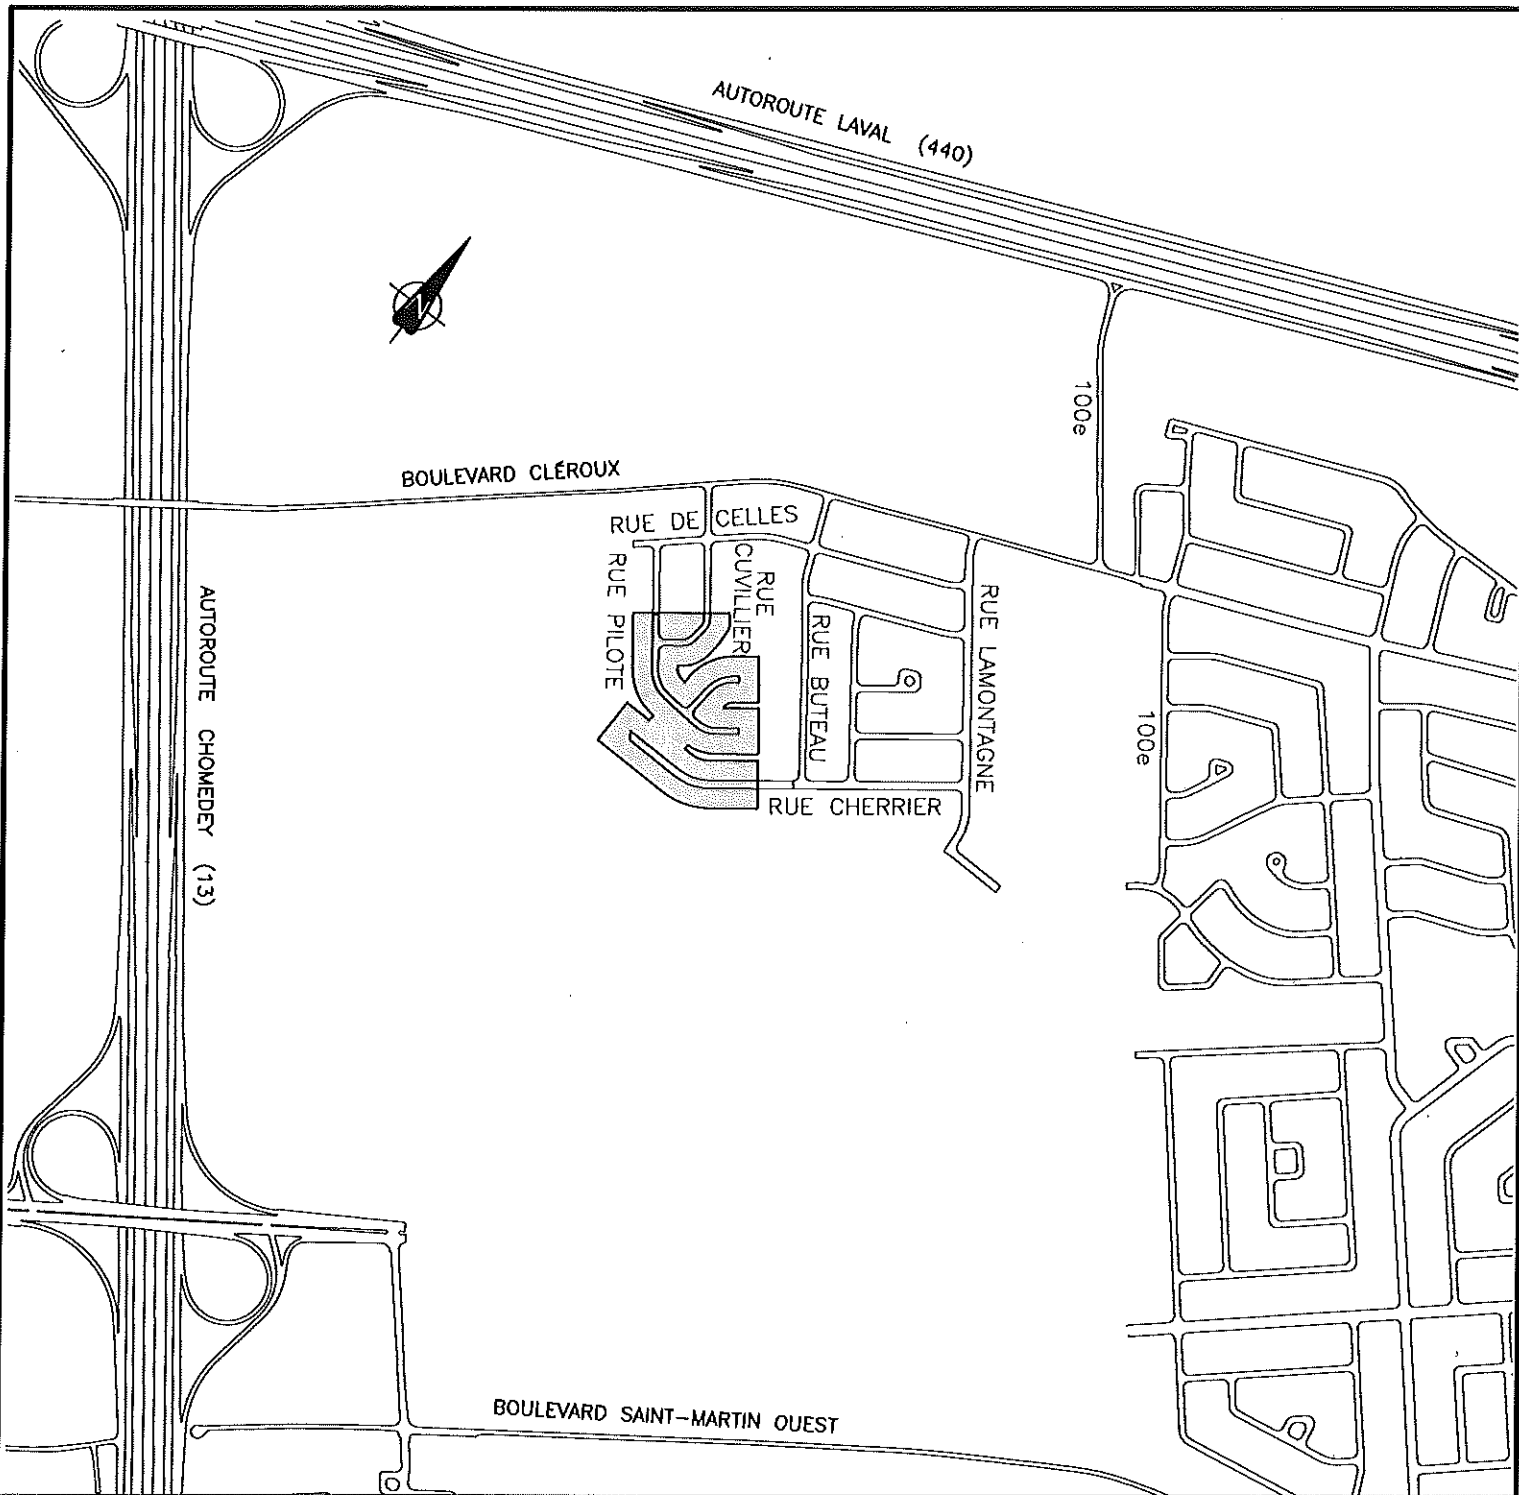 AUTOROUTE LAVAL (440)
N
100e
BOULEVARD CLÉROUX
RUE DE CELLES
RUE PILOTE
RUE
CUVILLIER
RUE BUTEAU
RUE LAMONTAGNE
AUTOROUTE CHOMEDEY (13)
100e
RUE CHERRIER
BOULEVARD SAINT-MARTIN OUEST